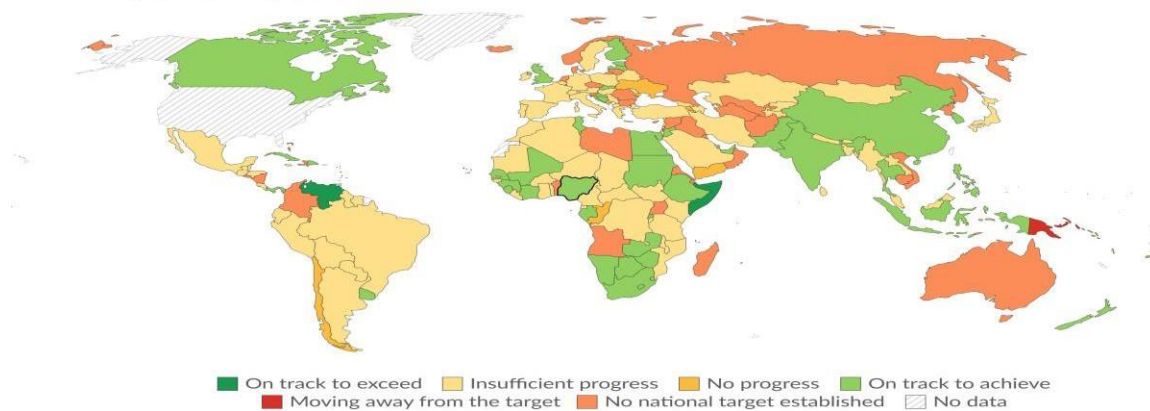 On track to exceed Insufficient progress No progress On track to achieve
Moving away from the target No national target established No data